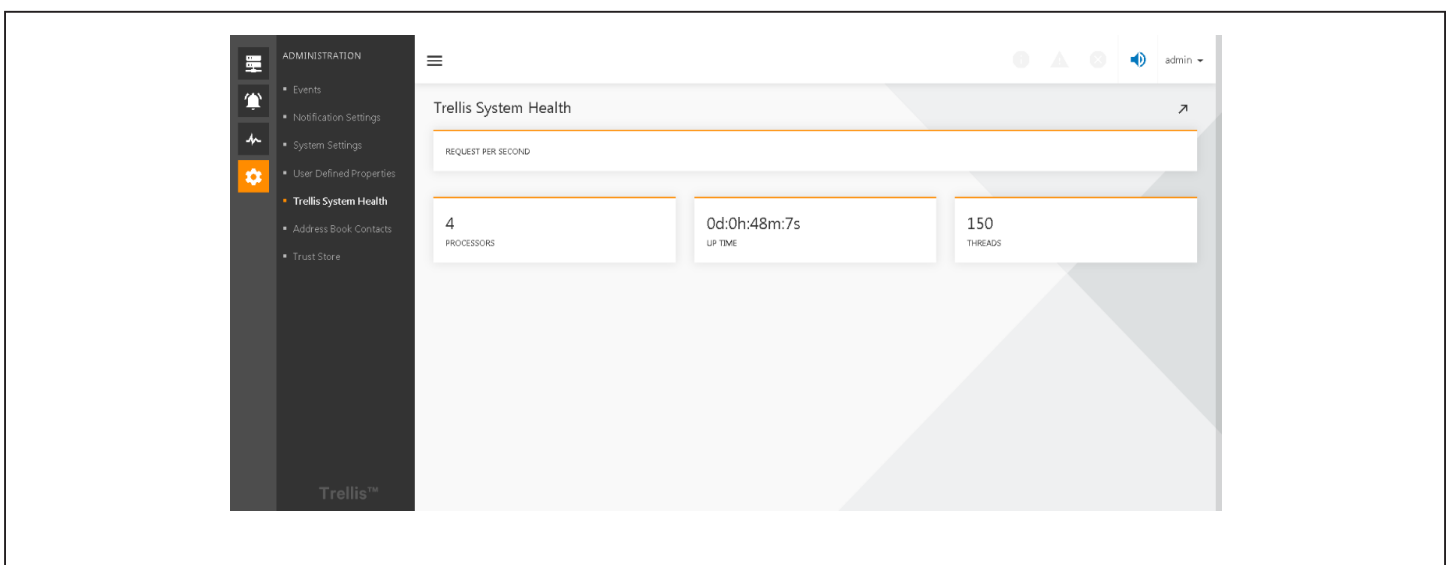 ADMINISTRATION
Events
Notification Settings
System Settings
User Defined Properties
Trellis System Health
Address Book Contacts
Trust Store
Trellis™
admin
Trellis System Health
REQUEST PER SECOND
4
PROCESSORS
0d:0h:48m:7s
UP TIME
150
THREADS